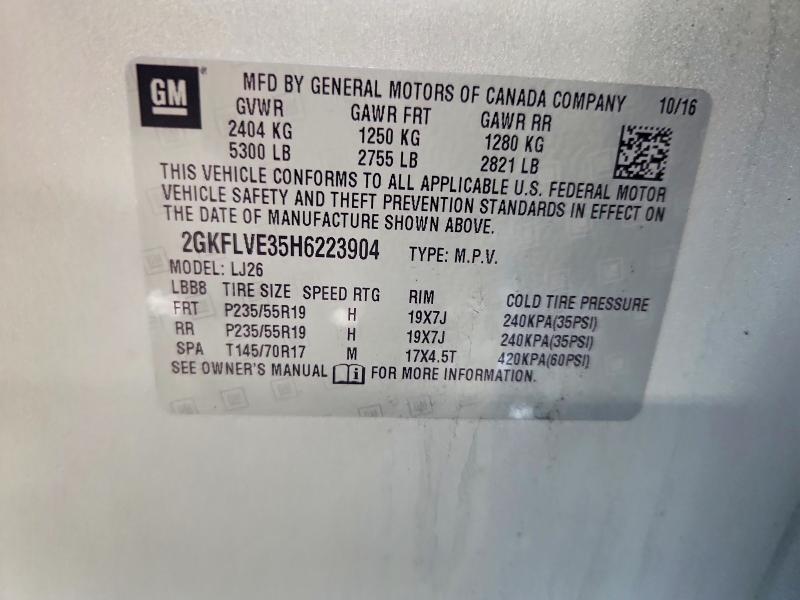 GM MFD BY GENERAL MOTORS OF CANADA COMPANY 10/16
GVWR GAWR FRT GAWR RR
2404 KG 1250 KG 1280 KG
5300 LB 2755 LB 2821 LB
THIS VEHICLE CONFORMS TO ALL APPLICABLE U.S. FEDERAL MOTOR
VEHICLE SAFETY AND THEFT PREVENTION STANDARDS IN EFFECT ON
THE DATE OF MANUFACTURE SHOWN ABOVE.
2GKFLVE35H6223904 TYPE: M.P.V.
MODEL: LJ26
LBB8 TIRE SIZE SPEED RTG RIM COLD TIRE PRESSURE
FRT P235/55R19 H 19X7J 240KPA(35PSI)
RR P235/55R19 H 19X7J 240KPA(35PSI)
SPA T145/70R17 M 17X4.5T 420KPA(60PSI)
SEE OWNER'S MANUAL i FOR MORE INFORMATION.